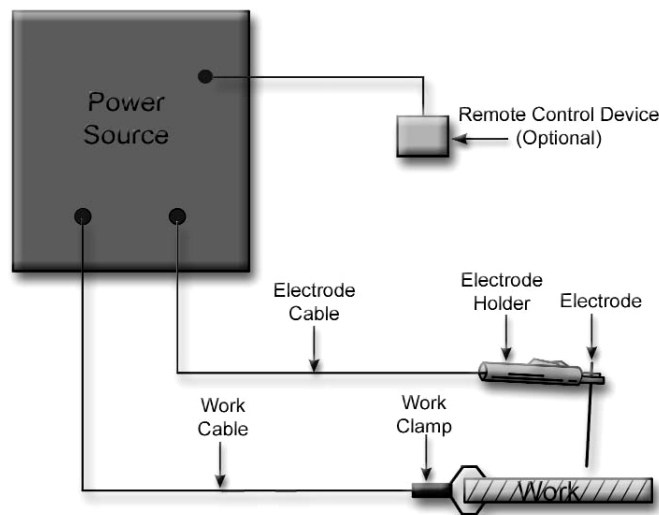 Power
Source
Remote Control Device
(Optional)
Electrode
Cable
Electrode
Holder
Electrode
Work
Cable
Work
Clamp
Work